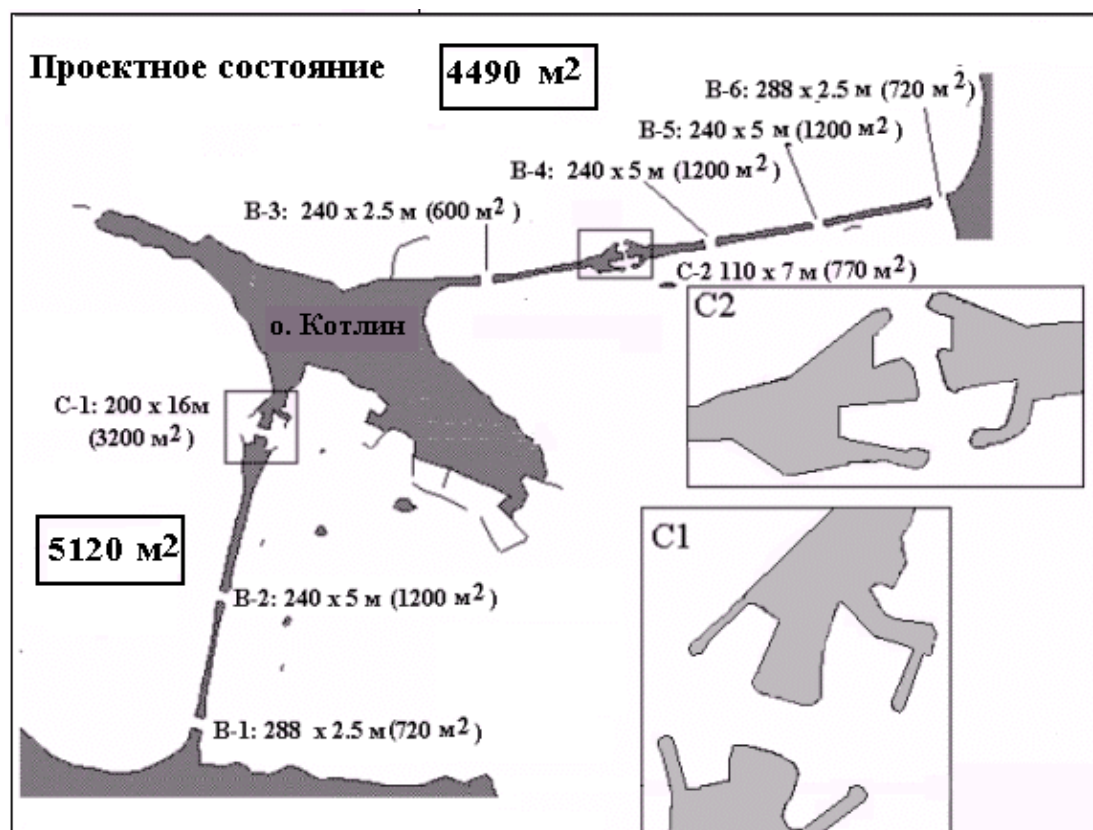 Проектное состояние
4490 м2
В-6: 288 х 2.5 м (720 м2)
В-5: 240 х 5 м (1200 м2)
В-4: 240 х 5 м (1200 м2)
В-3: 240 х 2.5 м (600 м2)
С-2 110 х 7 м (770 м2)
С2
о. Котлин
С-1: 200 х 16м
(3200 м2)
С1
5120 м2
В-2: 240 х 5 м (1200 м2)
В-1: 288 х 2.5 м (720 м2)